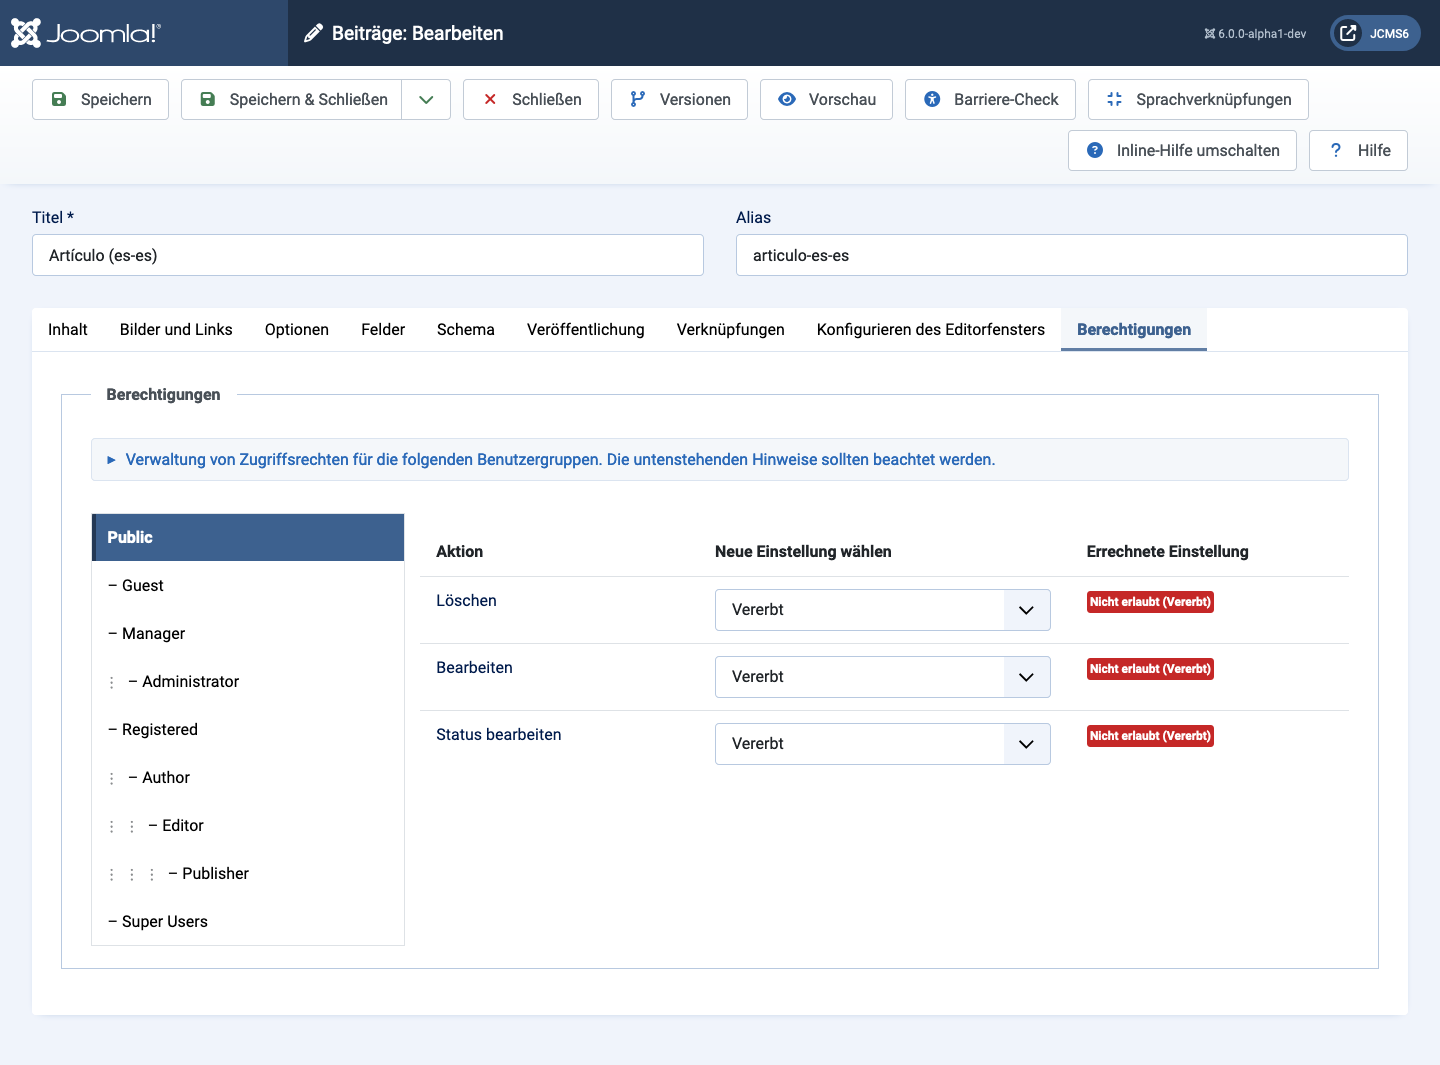 Joomla!®
Beiträge: Bearbeiten
6.0.0-alpha1-dev
JCMS6
Speichern
Speichern & Schließen
Schließen
Versionen
Vorschau
Barriere-Check
Sprachverknüpfungen
Inline-Hilfe umschalten
? Hilfe
Titel *
Alias
Artículo (es-es)
articulo-es-es
Inhalt
Bilder und Links
Optionen
Felder
Schema
Veröffentlichung
Verknüpfungen
Konfigurieren des Editorfensters
Berechtigungen
Berechtigungen
Verwaltung von Zugriffsrechten für die folgenden Benutzergruppen. Die untenstehenden Hinweise sollten beachtet werden.
Public
– Guest
– Manager
⋮ – Administrator
– Registered
⋮ – Author
⋮ ⋮ – Editor
⋮ ⋮ ⋮ – Publisher
– Super Users
Aktion
Neue Einstellung wählen
Errechnete Einstellung
Löschen
Vererbt
Nicht erlaubt (Vererbt)
Bearbeiten
Vererbt
Nicht erlaubt (Vererbt)
Status bearbeiten
Vererbt
Nicht erlaubt (Vererbt)